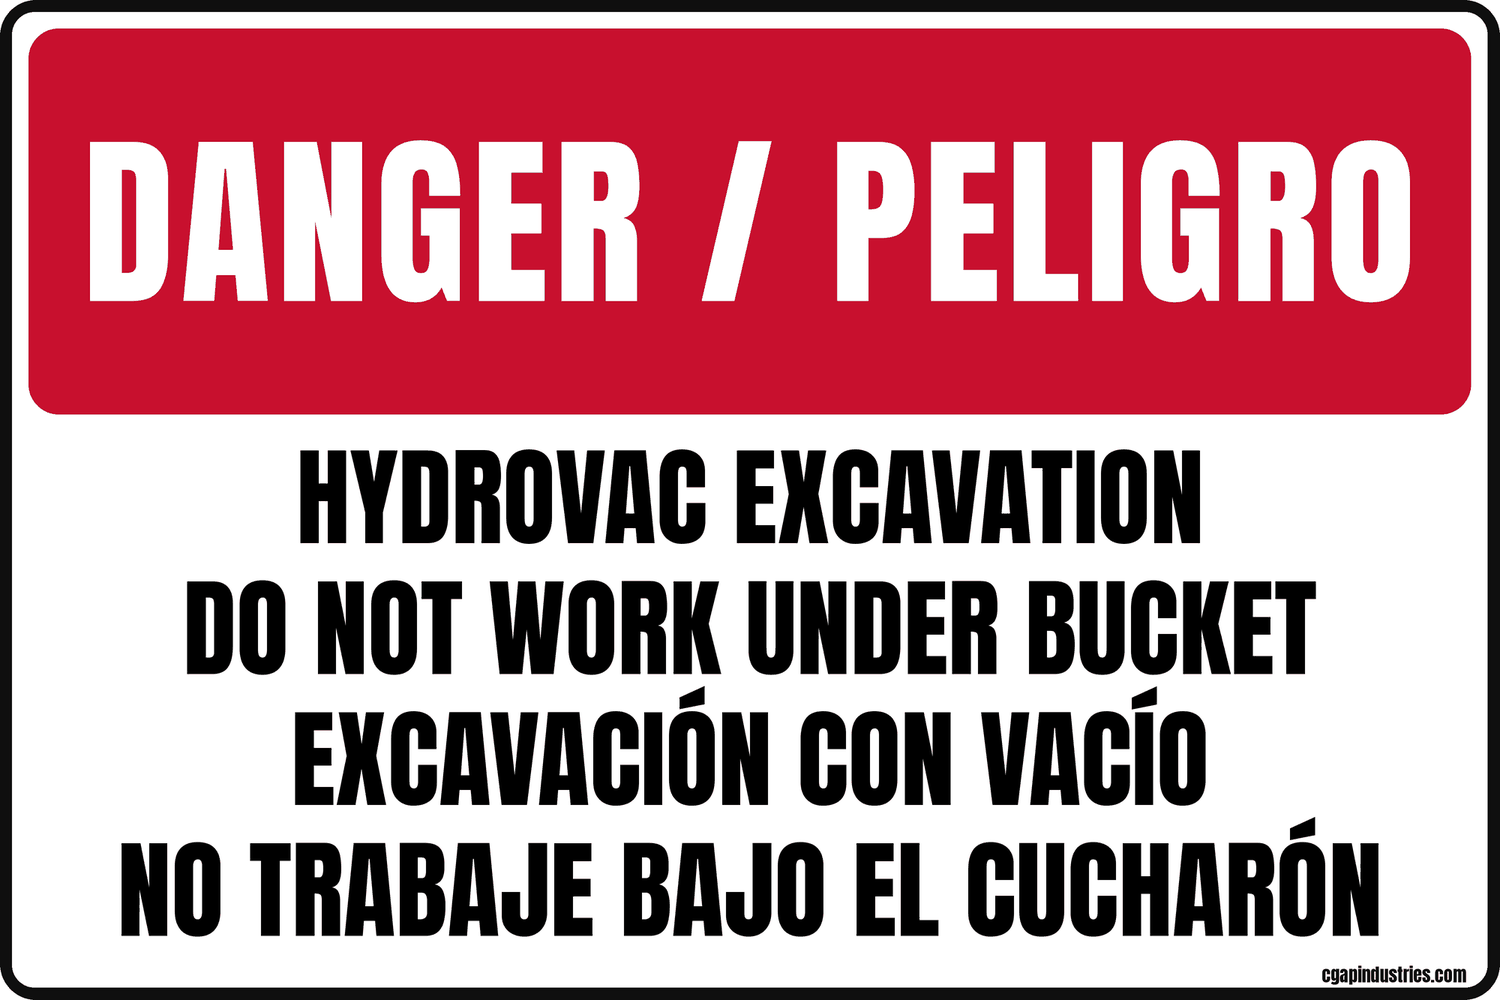 DANGER / PELIGRO
HYDROVAC EXCAVATION
DO NOT WORK UNDER BUCKET
EXCAVACIÓN CON VACÍO
NO TRABAJE BAJO EL CUCHARÓN
cgapindustries.com